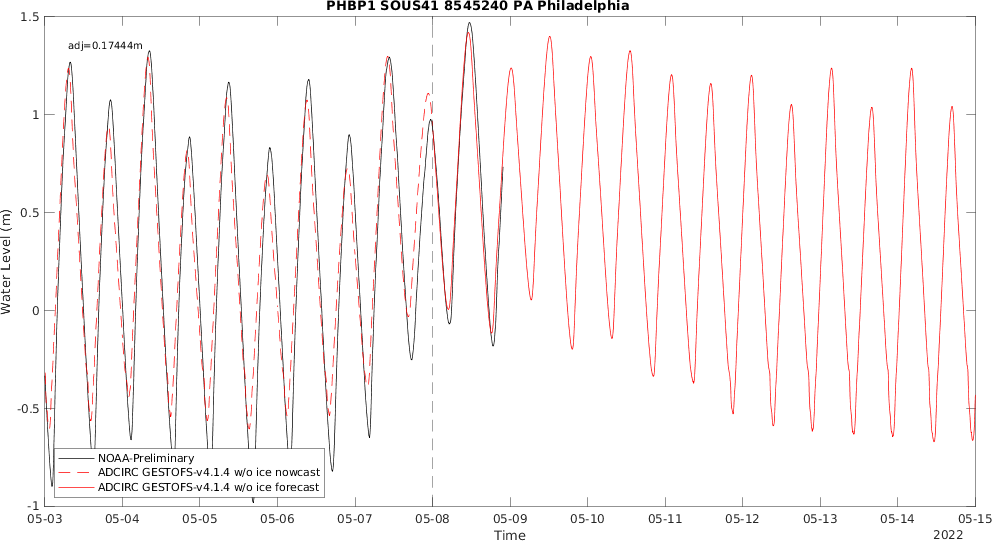 PHBP1 SOUS41 8545240 PA Philadelphia
adj=0.17444m
1.5
1
0.5
0
-0.5
-1
Water Level (m)
NOAA-Preliminary
ADCIRC GESTOFS-v4.1.4 w/o ice nowcast
ADCIRC GESTOFS-v4.1.4 w/o ice forecast
05-03 05-04 05-05 05-06 05-07 05-08 05-09 05-10 05-11 05-12 05-13 05-14 05-15
Time
2022